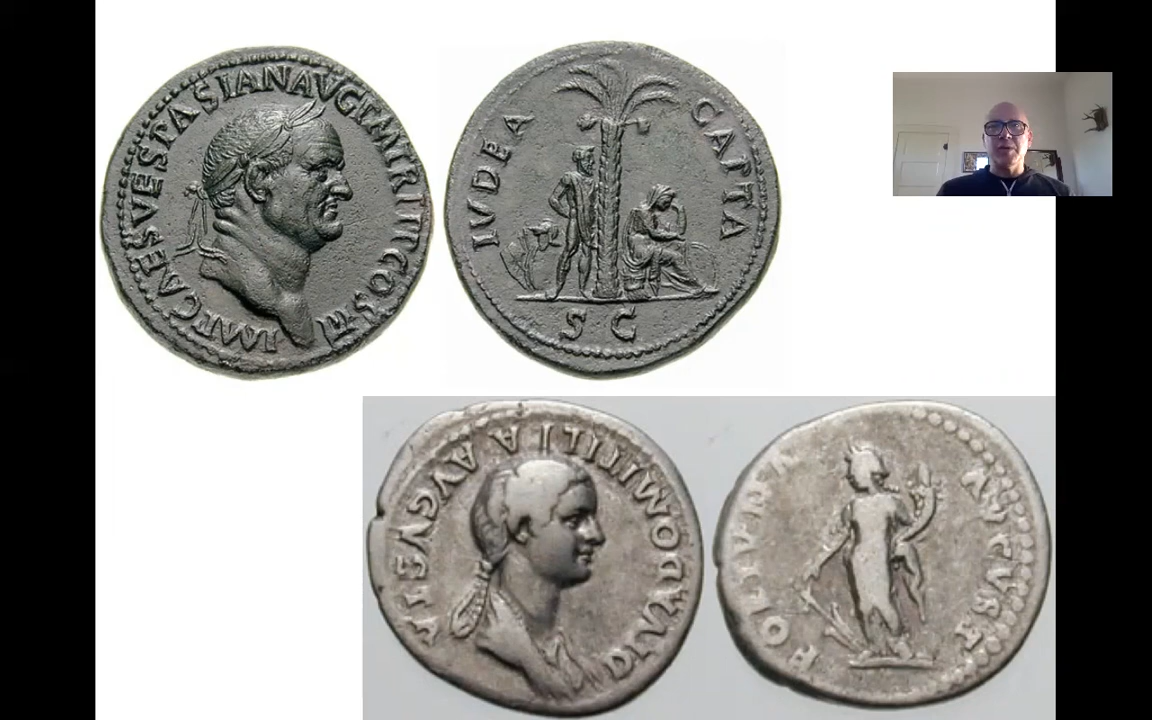 IMP CAES VESPASIAN AVG P M TR P P P COS III
IVDEA CAPTA
S C
DIVA DOMITILLA AVGVSTA
FORTVNA AVGVST